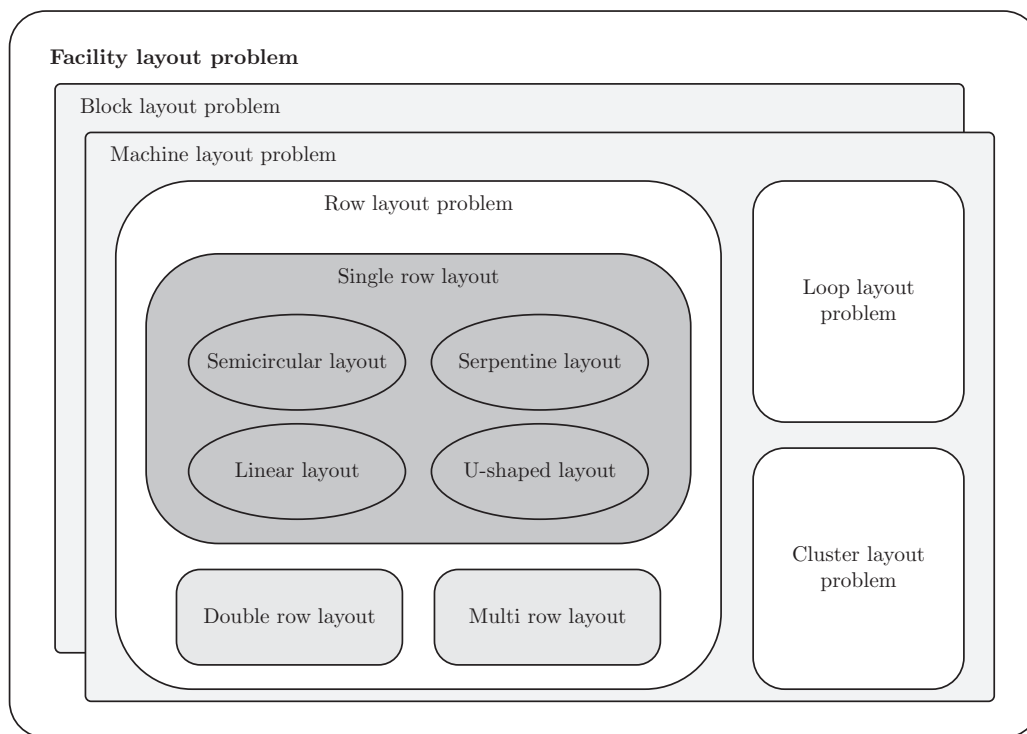 Facility layout problem
Block layout problem
Machine layout problem
Row layout problem
Single row layout
Semicircular layout
Serpentine layout
Linear layout
U-shaped layout
Double row layout
Multi row layout
Loop layout
problem
Cluster layout
problem